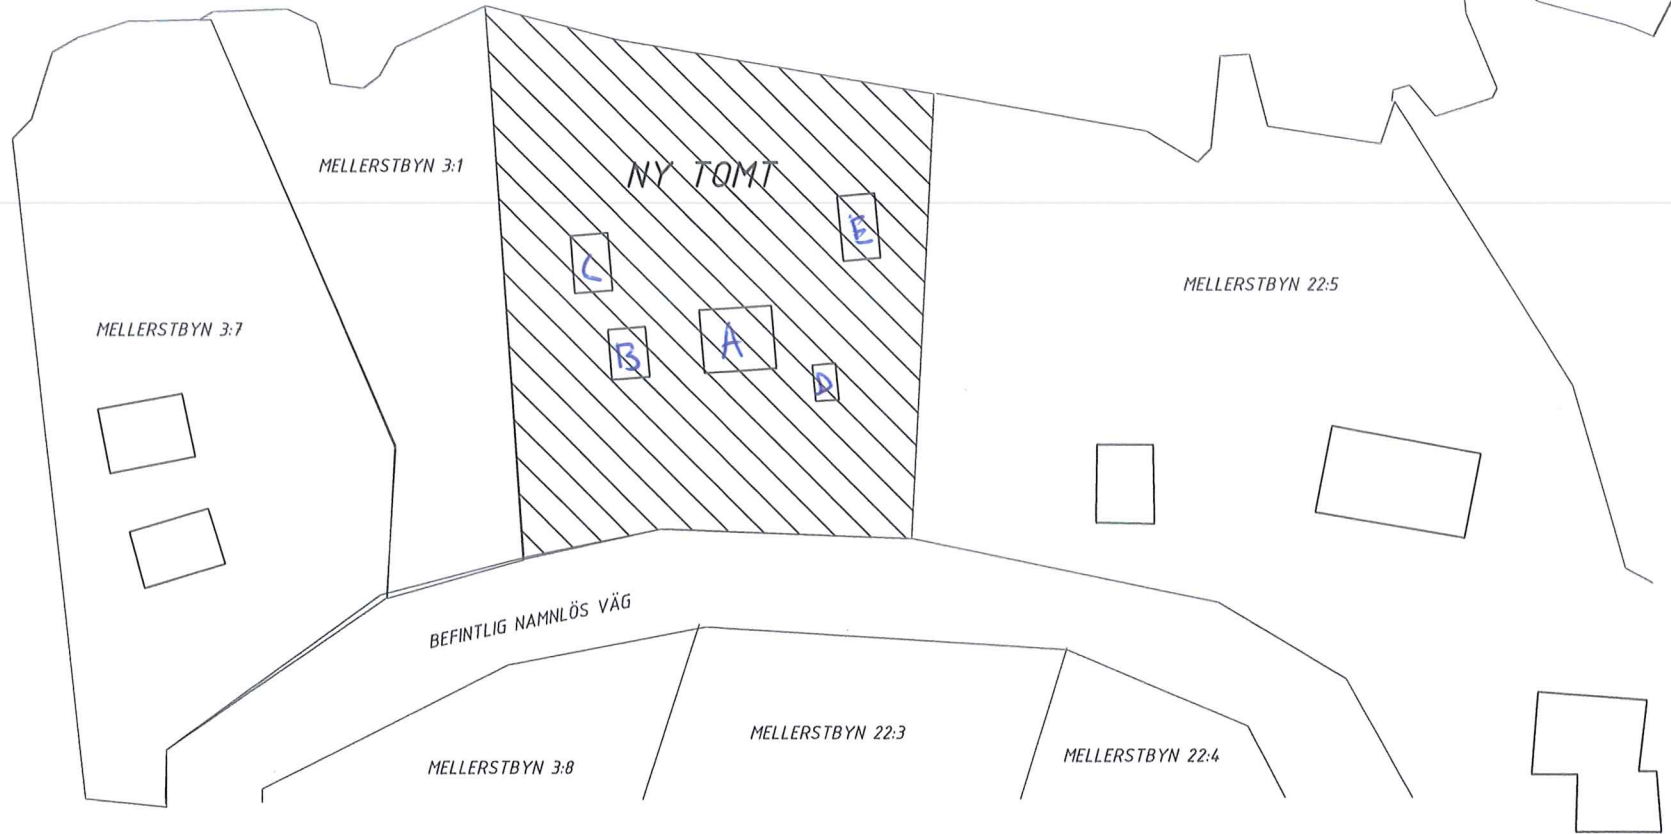 MELLERSTBYN 3:1
NY TOMT
E
C
MELLERSTBYN 22:5
MELLERSTBYN 3:7
A
B
D
BEFINTLIG NAMNLÖS VÄG
MELLERSTBYN 22:3
MELLERSTBYN 22:4
MELLERSTBYN 3:8